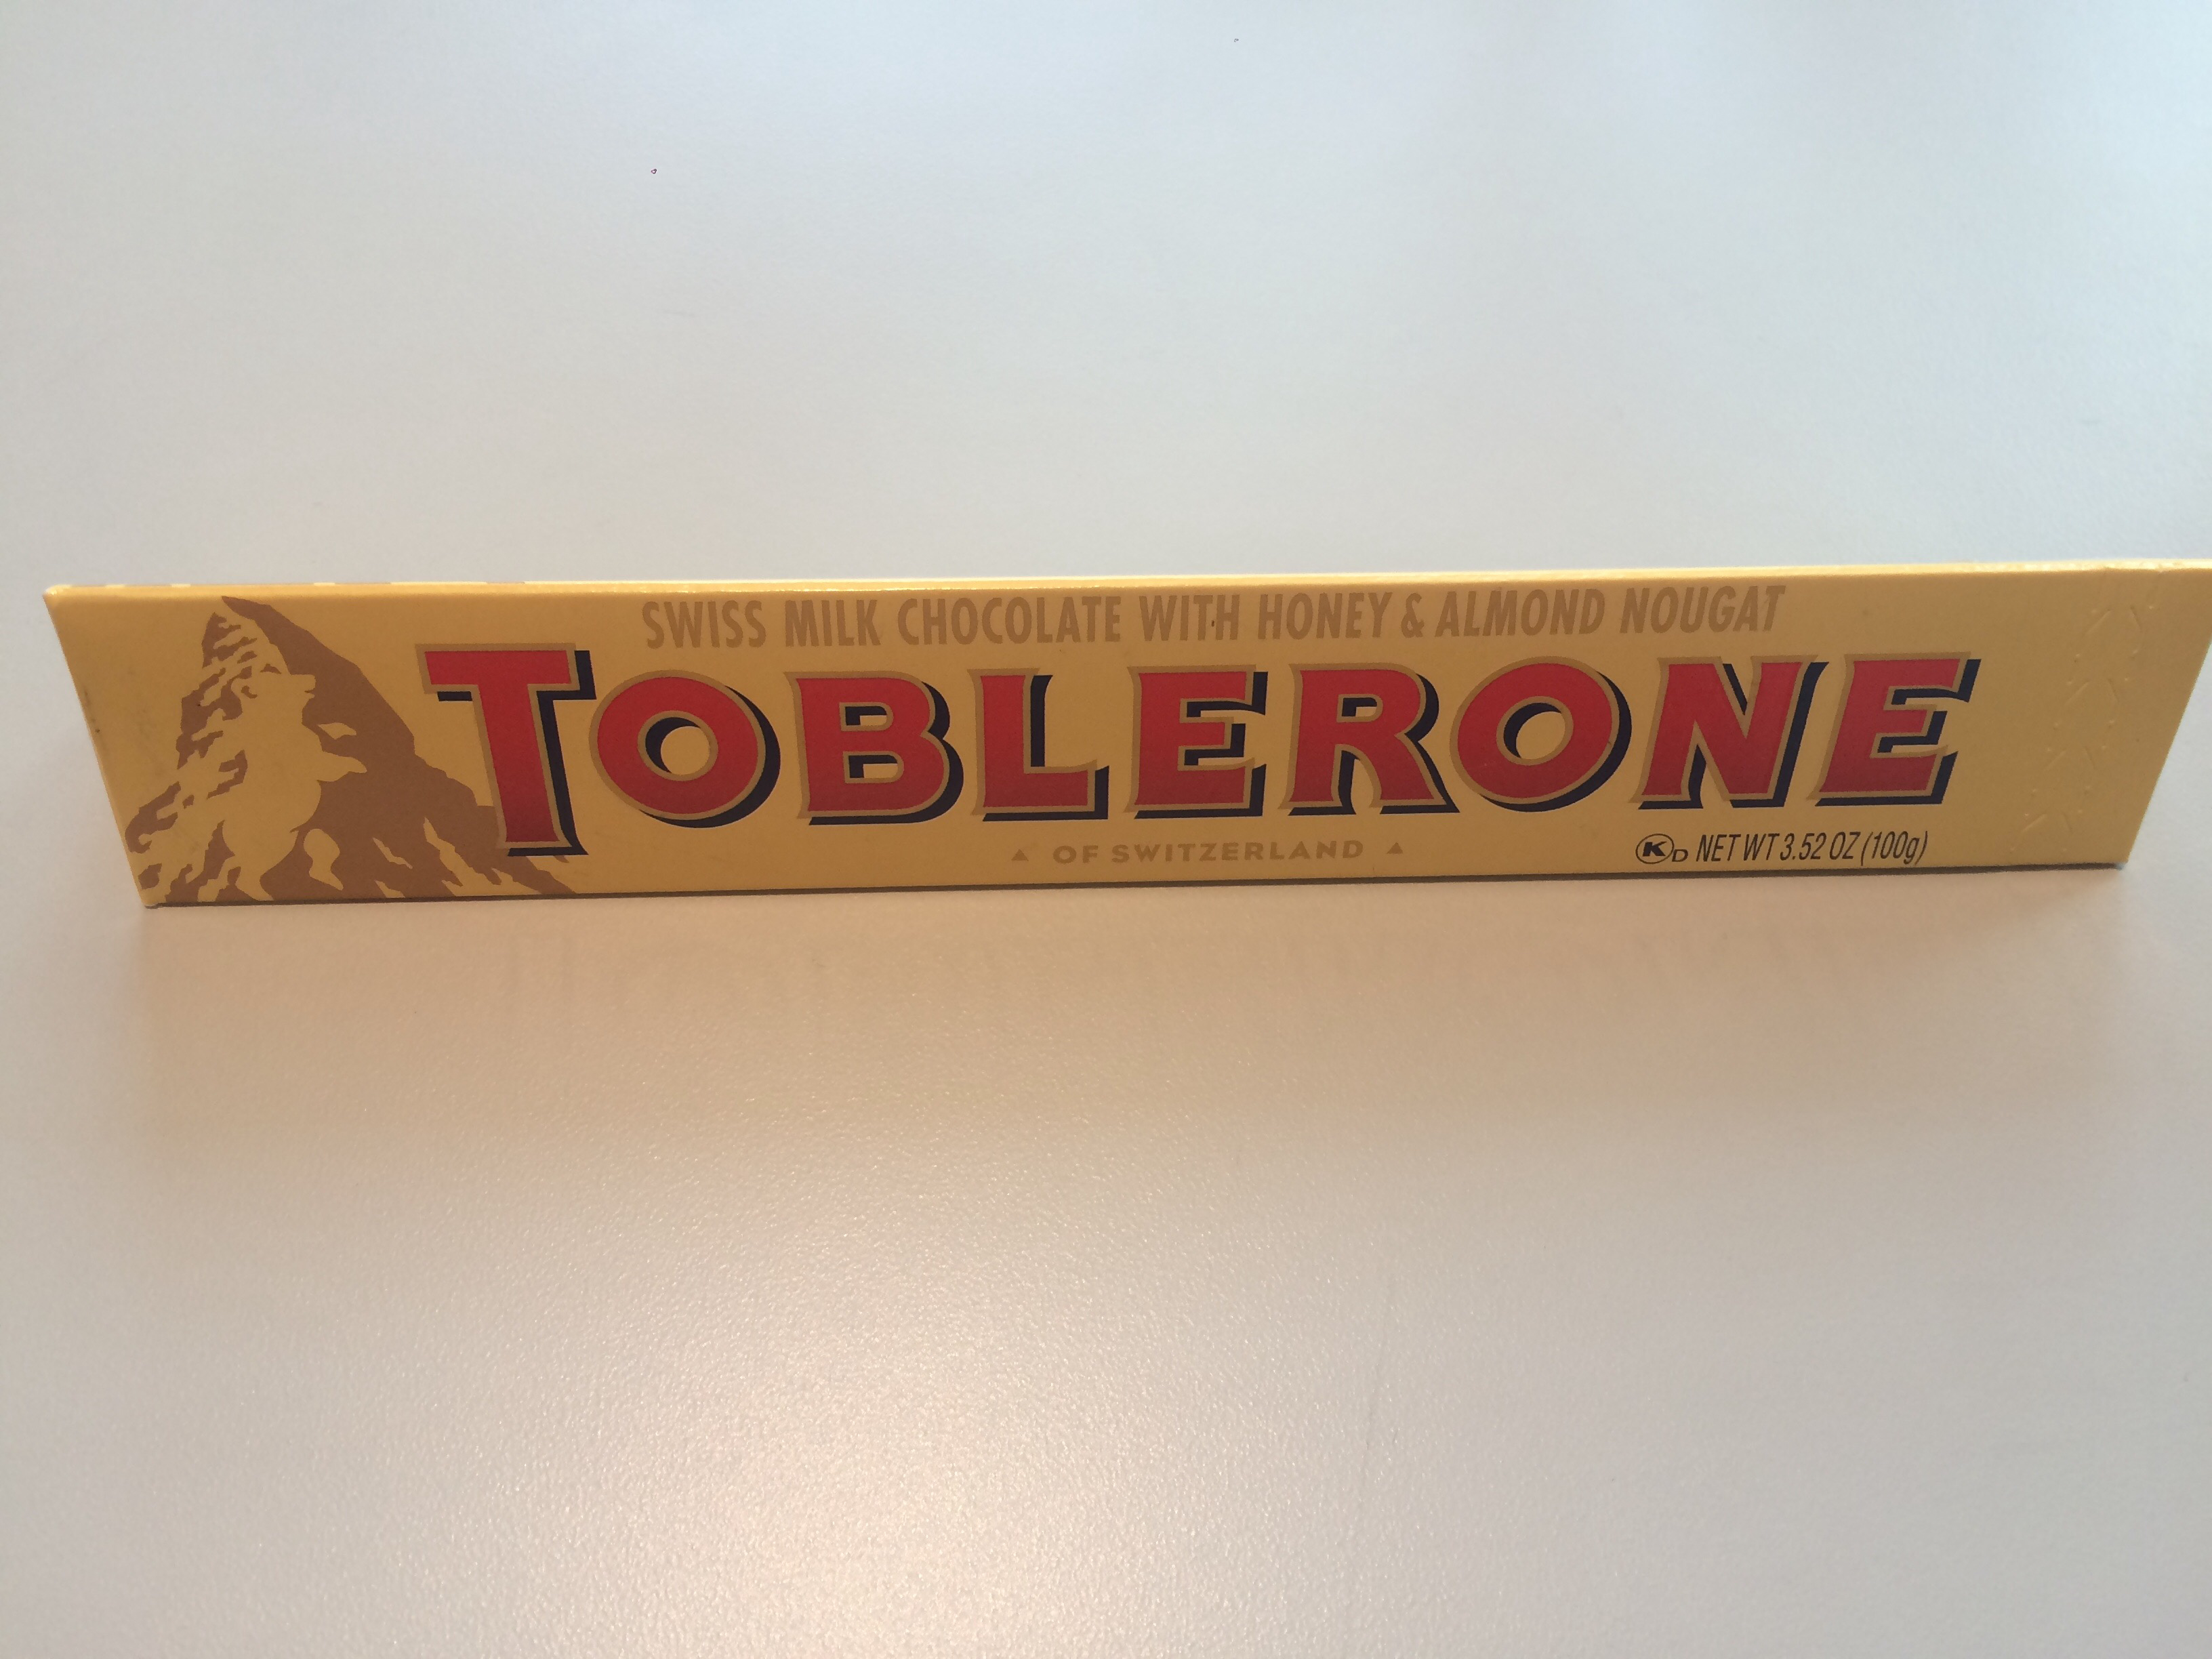 SWISS MILK CHOCOLATE WITH HONEY & ALMOND NOUGAT
TOBLERONE
OF SWITZERLAND
K D NET WT 3.52 OZ (100g)